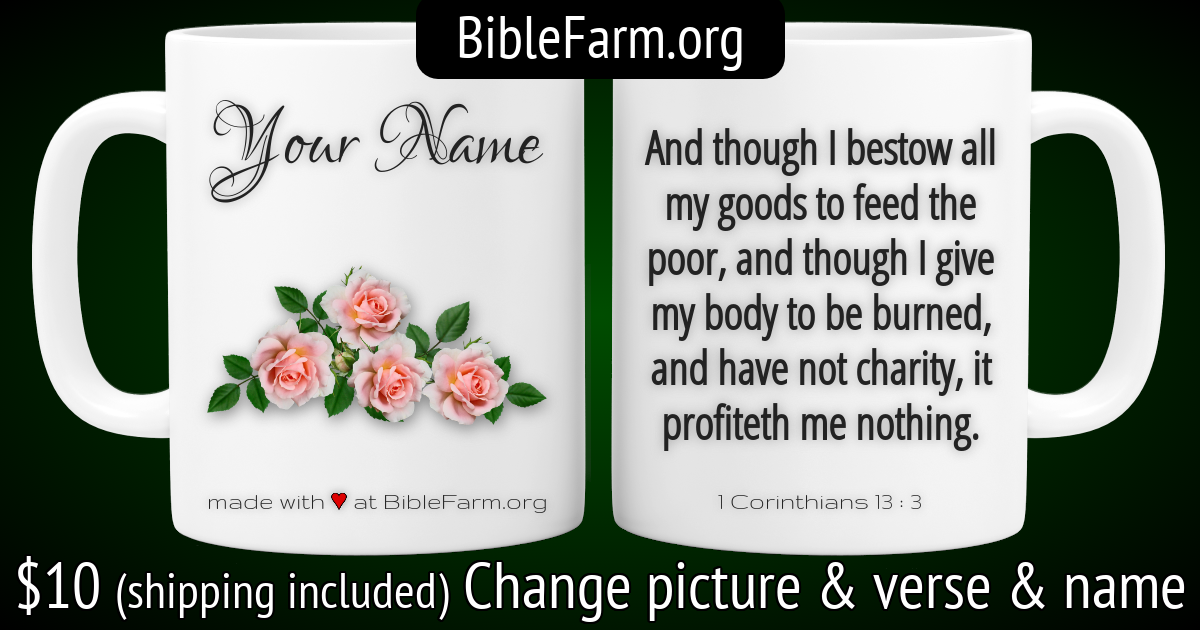 BibleFarm.org
Your Name
made with ♥ at BibleFarm.org
And though I bestow all
my goods to feed the
poor, and though I give
my body to be burned,
and have not charity, it
profiteth me nothing.
1 Corinthians 13 : 3
$10 (shipping included) Change picture & verse & name